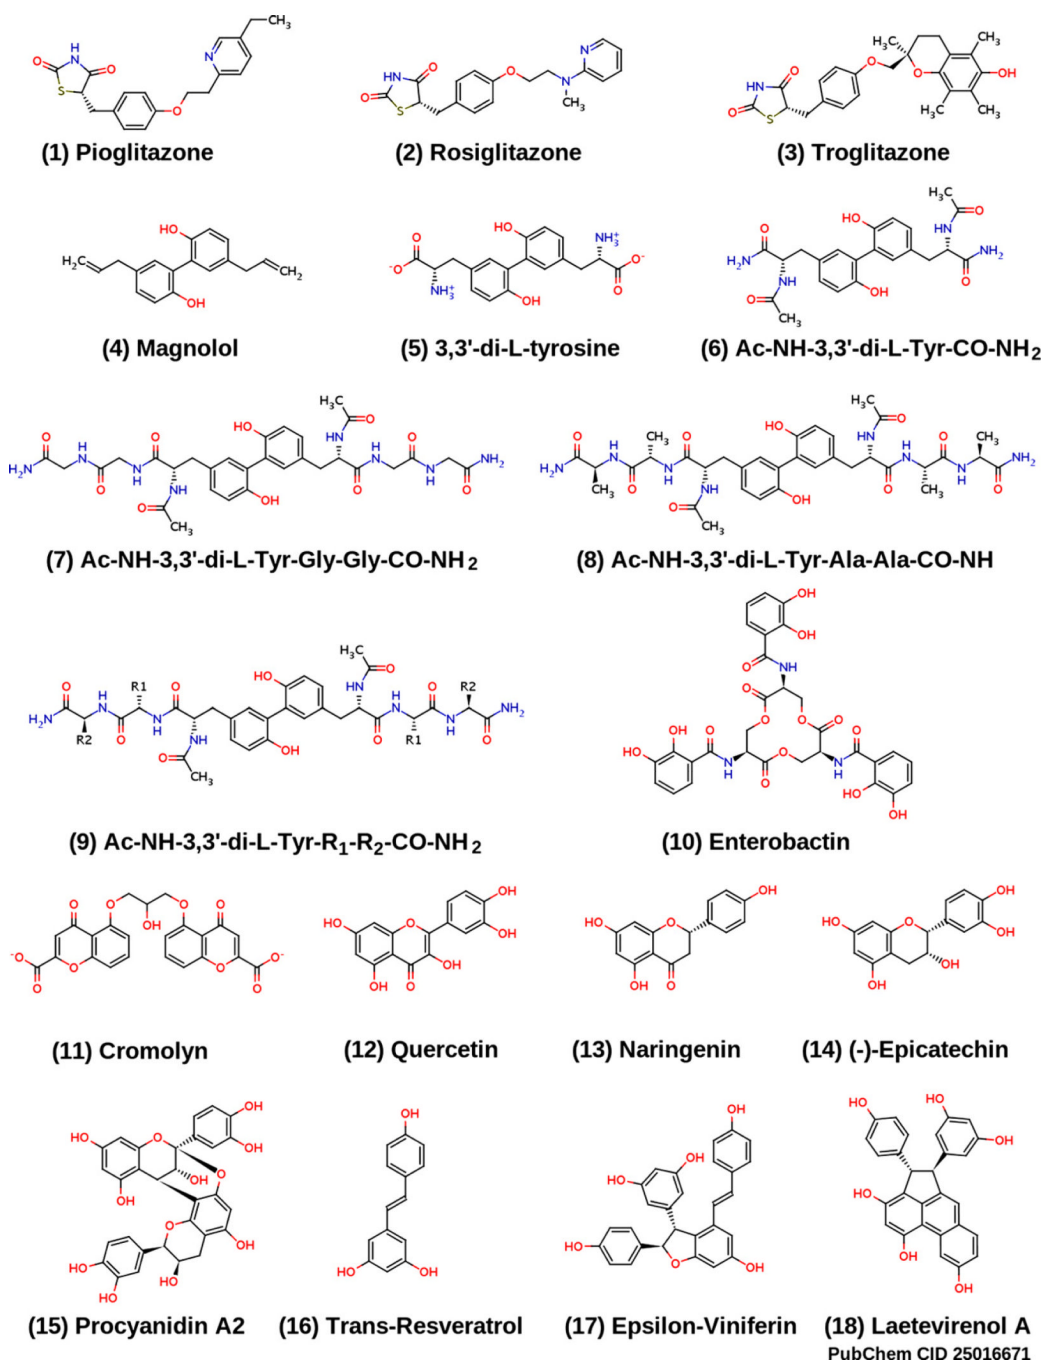 (1) Pioglitazone
(2) Rosiglitazone
(3) Troglitazone
(4) Magnolol
(5) 3,3'-di-L-tyrosine
(6) Ac-NH-3,3'-di-L-Tyr-CO-NH2
(7) Ac-NH-3,3'-di-L-Tyr-Gly-Gly-CO-NH2
(8) Ac-NH-3,3'-di-L-Tyr-Ala-Ala-CO-NH
(9) Ac-NH-3,3'-di-L-Tyr-R1-R2-CO-NH2
(10) Enterobactin
(11) Cromolyn
(12) Quercetin
(13) Naringenin
(14) (-)-Epicatechin
(15) Procyanidin A2
(16) Trans-Resveratrol
(17) Epsilon-Viniferin
(18) Laetevirenol A
PubChem CID 25016671